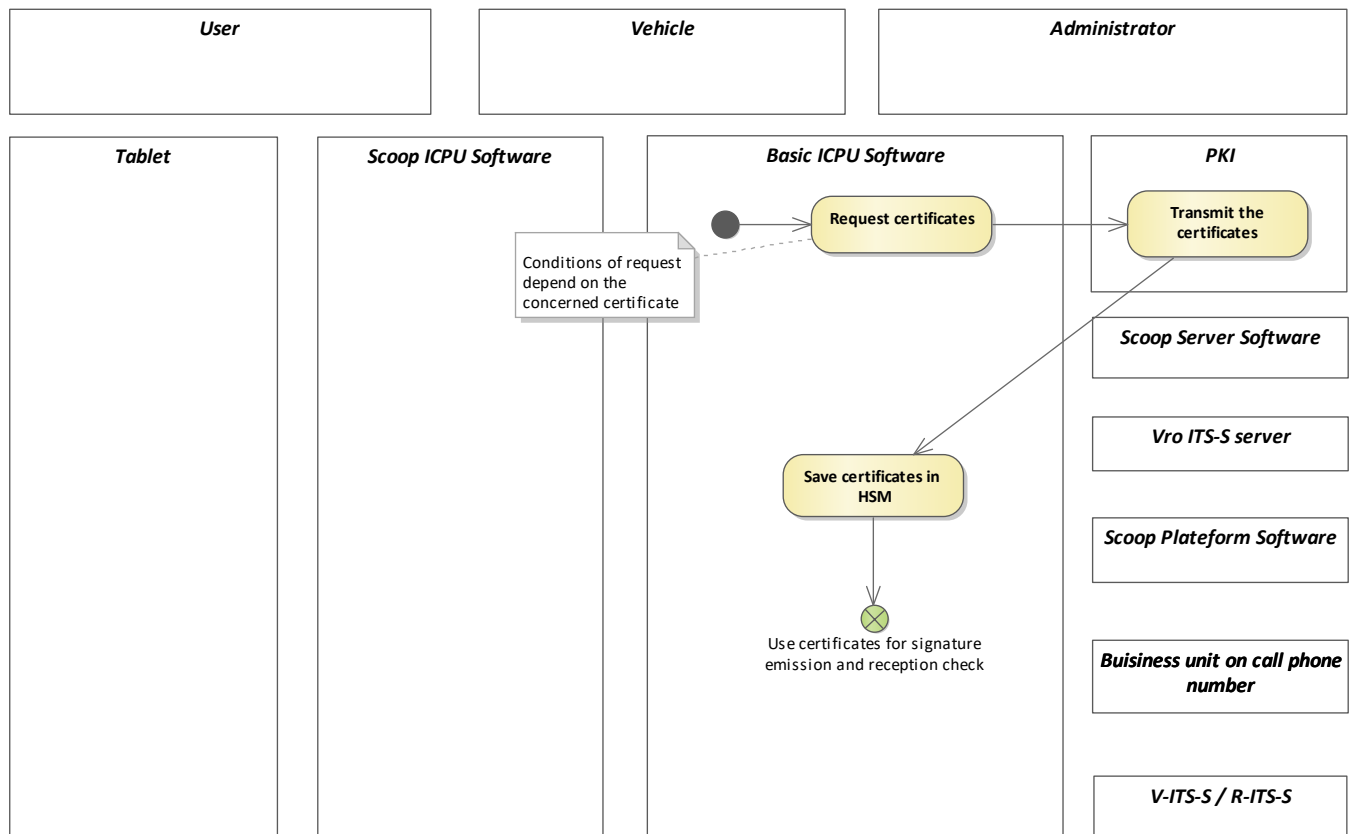 User
Vehicle
Administrator
Tablet
Scoop ICPU Software
Basic ICPU Software
PKI
Request certificates
Transmit the
certificates
Conditions of request
depend on the
concerned certificate
Scoop Server Software
Vro ITS-S server
Save certificates in
HSM
Scoop Plateform Software
Use certificates for signature
emission and reception check
Buisiness unit on call phone
number
V-ITS-S / R-ITS-S